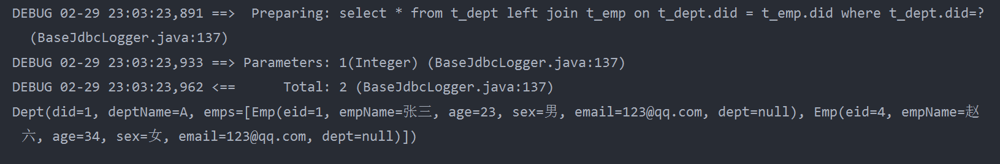 DEBUG 02-29 23:03:23,891 ==>  Preparing: select * from t_dept left join t_emp on t_dept.did = t_emp.did where t_dept.did=?
(BaseJdbcLogger.java:137)
DEBUG 02-29 23:03:23,933 ==> Parameters: 1(Integer) (BaseJdbcLogger.java:137)
DEBUG 02-29 23:03:23,962 <==      Total: 2 (BaseJdbcLogger.java:137)
Dept(did=1, deptName=A, emps=[Emp(eid=1, empName=张三, age=23, sex=男, email=123@qq.com, dept=null), Emp(eid=4, empName=赵
六, age=34, sex=女, email=123@qq.com, dept=null)])